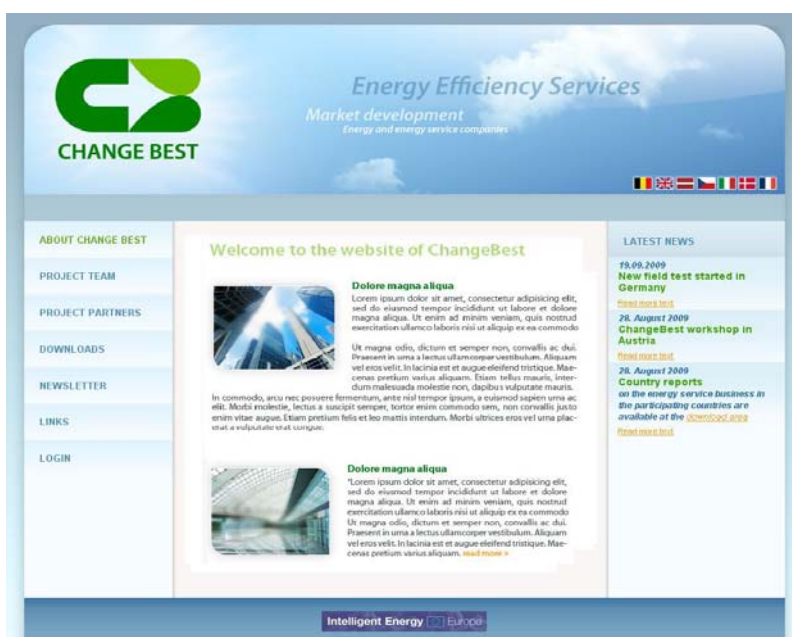 Energy Efficiency Services
Market development
Energy and energy service companies
CHANGE BEST
ABOUT CHANGE BEST
PROJECT TEAM
PROJECT PARTNERS
DOWNLOADS
NEWSLETTER
LINKS
LOGIN
Welcome to the website of ChangeBest
Dolore magna aliqua
Lorem ipsum dolor sit amet, consectetur adipisicing elit,
sed do eiusmod tempor incididunt ut labore et dolore
magna aliqua. Ut enim ad minim veniam, quis nostrud
exercitation ullamco laboris nisi ut aliquip ex ea commodo
Ut magna odio, dictum et semper non, convallis ac dui.
Praesent in urna a lectus ullamcorper vestibulum. Aliquam
vel eros velit. In lacinia est et augue eleifend tristique. Mae-
cenas pretium varius aliquam. Etiam tellus mauris, inter-
dum malesuada molestie non, dapibus vulputate mauris.
In commodo, arcu nec posuere fermentum, ante nisl tempor ipsum, a euismod sapien urna ac
elit. Morbi molestie, lectus a suscipit semper, tortor enim commodo sem, non convallis justo
enim vitae augue. Etiam pretium felis et leo mattis interdum. Morbi ultrices eros vel urna plac-
erat a vulputate erat congue.
Dolore magna aliqua
"Lorem ipsum dolor sit amet, consectetur adipisicing elit,
sed do eiusmod tempor incididunt ut labore et dolore
magna aliqua. Ut enim ad minim veniam, quis nostrud
exercitation ullamco laboris nisi ut aliquip ex ea commodo
Ut magna odio, dictum et semper non, convallis ac dui.
Praesent in urna a lectus ullamcorper vestibulum. Aliquam
vel eros velit. In lacinia est et augue eleifend tristique. Mae-
cenas pretium varius aliquam. read more »
LATEST NEWS
19.09.2009
New field test started in
Germany
Read more text
28. August 2009
ChangeBest workshop in
Austria
Read more text
28. August 2009
Country reports
on the energy service business in
the participating countries are
available at the download area
Read more text
Intelligent Energy Europe